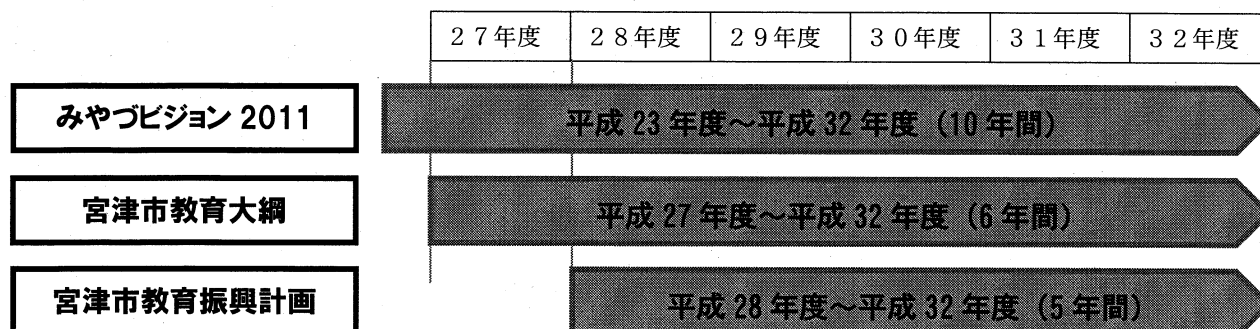 ２７年度 ２８年度 ２９年度 ３０年度 ３１年度 ３２年度
みやづビジョン 2011 平成 23 年度～平成 32 年度（10 年間）
宮津市教育大綱 平成 27 年度～平成 32 年度（6 年間）
宮津市教育振興計画 平成 28 年度～平成 32 年度（5 年間）